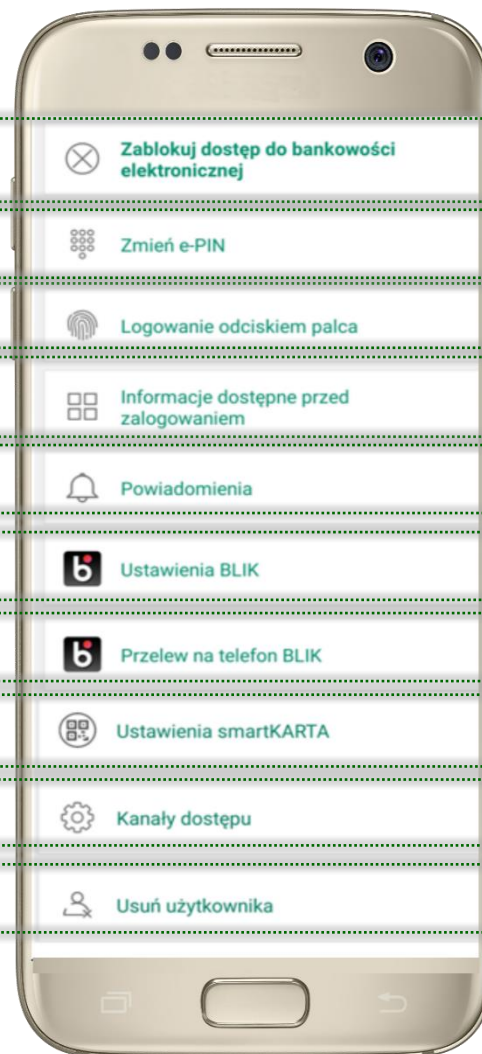 Zablokuj dostęp do bankowości
elektronicznej
Zmień e-PIN
Logowanie odciskiem palca
Informacje dostępne przed
zalogowaniem
Powiadomienia
Ustawienia BLIK
Przelew na telefon BLIK
Ustawienia smartKARTA
Kanały dostępu
Usuń użytkownika